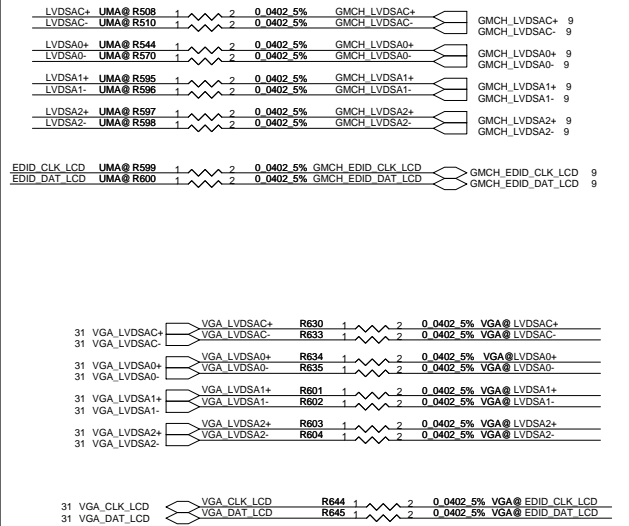 LVDSAC+ UMA@ R508 1 2 0_0402_5% GMCH_LVDSAC+
LVDSAC- UMA@ R510 1 2 0_0402_5% GMCH_LVDSAC-
GMCH_LVDSAC+ 9
GMCH_LVDSAC- 9
LVDSA0+ UMA@ R544 1 2 0_0402_5% GMCH_LVDSA0+
LVDSA0- UMA@ R570 1 2 0_0402_5% GMCH_LVDSA0-
GMCH_LVDSA0+ 9
GMCH_LVDSA0- 9
LVDSA1+ UMA@ R595 1 2 0_0402_5% GMCH_LVDSA1+
LVDSA1- UMA@ R596 1 2 0_0402_5% GMCH_LVDSA1-
GMCH_LVDSA1+ 9
GMCH_LVDSA1- 9
LVDSA2+ UMA@ R597 1 2 0_0402_5% GMCH_LVDSA2+
LVDSA2- UMA@ R598 1 2 0_0402_5% GMCH_LVDSA2-
GMCH_LVDSA2+ 9
GMCH_LVDSA2- 9
EDID_CLK_LCD UMA@ R599 1 2 0_0402_5% GMCH_EDID_CLK_LCD GMCH_EDID_CLK_LCD 9
EDID_DAT_LCD UMA@ R600 1 2 0_0402_5% GMCH_EDID_DAT_LCD GMCH_EDID_DAT_LCD 9
VGA_LVDSAC+ R630 1 2 0_0402_5% VGA@ LVDSAC+
31 VGA_LVDSAC+ VGA_LVDSAC- R633 1 2 0_0402_5% VGA@ LVDSAC-
31 VGA_LVDSAC-
VGA_LVDSA0+ R634 1 2 0_0402_5% VGA@LVDSA0+
31 VGA_LVDSA0+ VGA_LVDSA0- R635 1 2 0_0402_5% VGA@ LVDSA0-
31 VGA_LVDSA0-
VGA_LVDSA1+ R601 1 2 0_0402_5% VGA@ LVDSA1+
31 VGA_LVDSA1+ VGA_LVDSA1- R602 1 2 0_0402_5% VGA@ LVDSA1-
31 VGA_LVDSA1-
VGA_LVDSA2+ R603 1 2 0_0402_5% VGA@ LVDSA2+
31 VGA_LVDSA2+ VGA_LVDSA2- R604 1 2 0_0402_5% VGA@ LVDSA2-
31 VGA_LVDSA2-
31 VGA_CLK_LCD VGA_CLK_LCD R644 1 2 0_0402_5% VGA@ EDID_CLK_LCD
31 VGA_DAT_LCD VGA_DAT_LCD R645 1 2 0_0402_5% VGA@ EDID_DAT_LCD